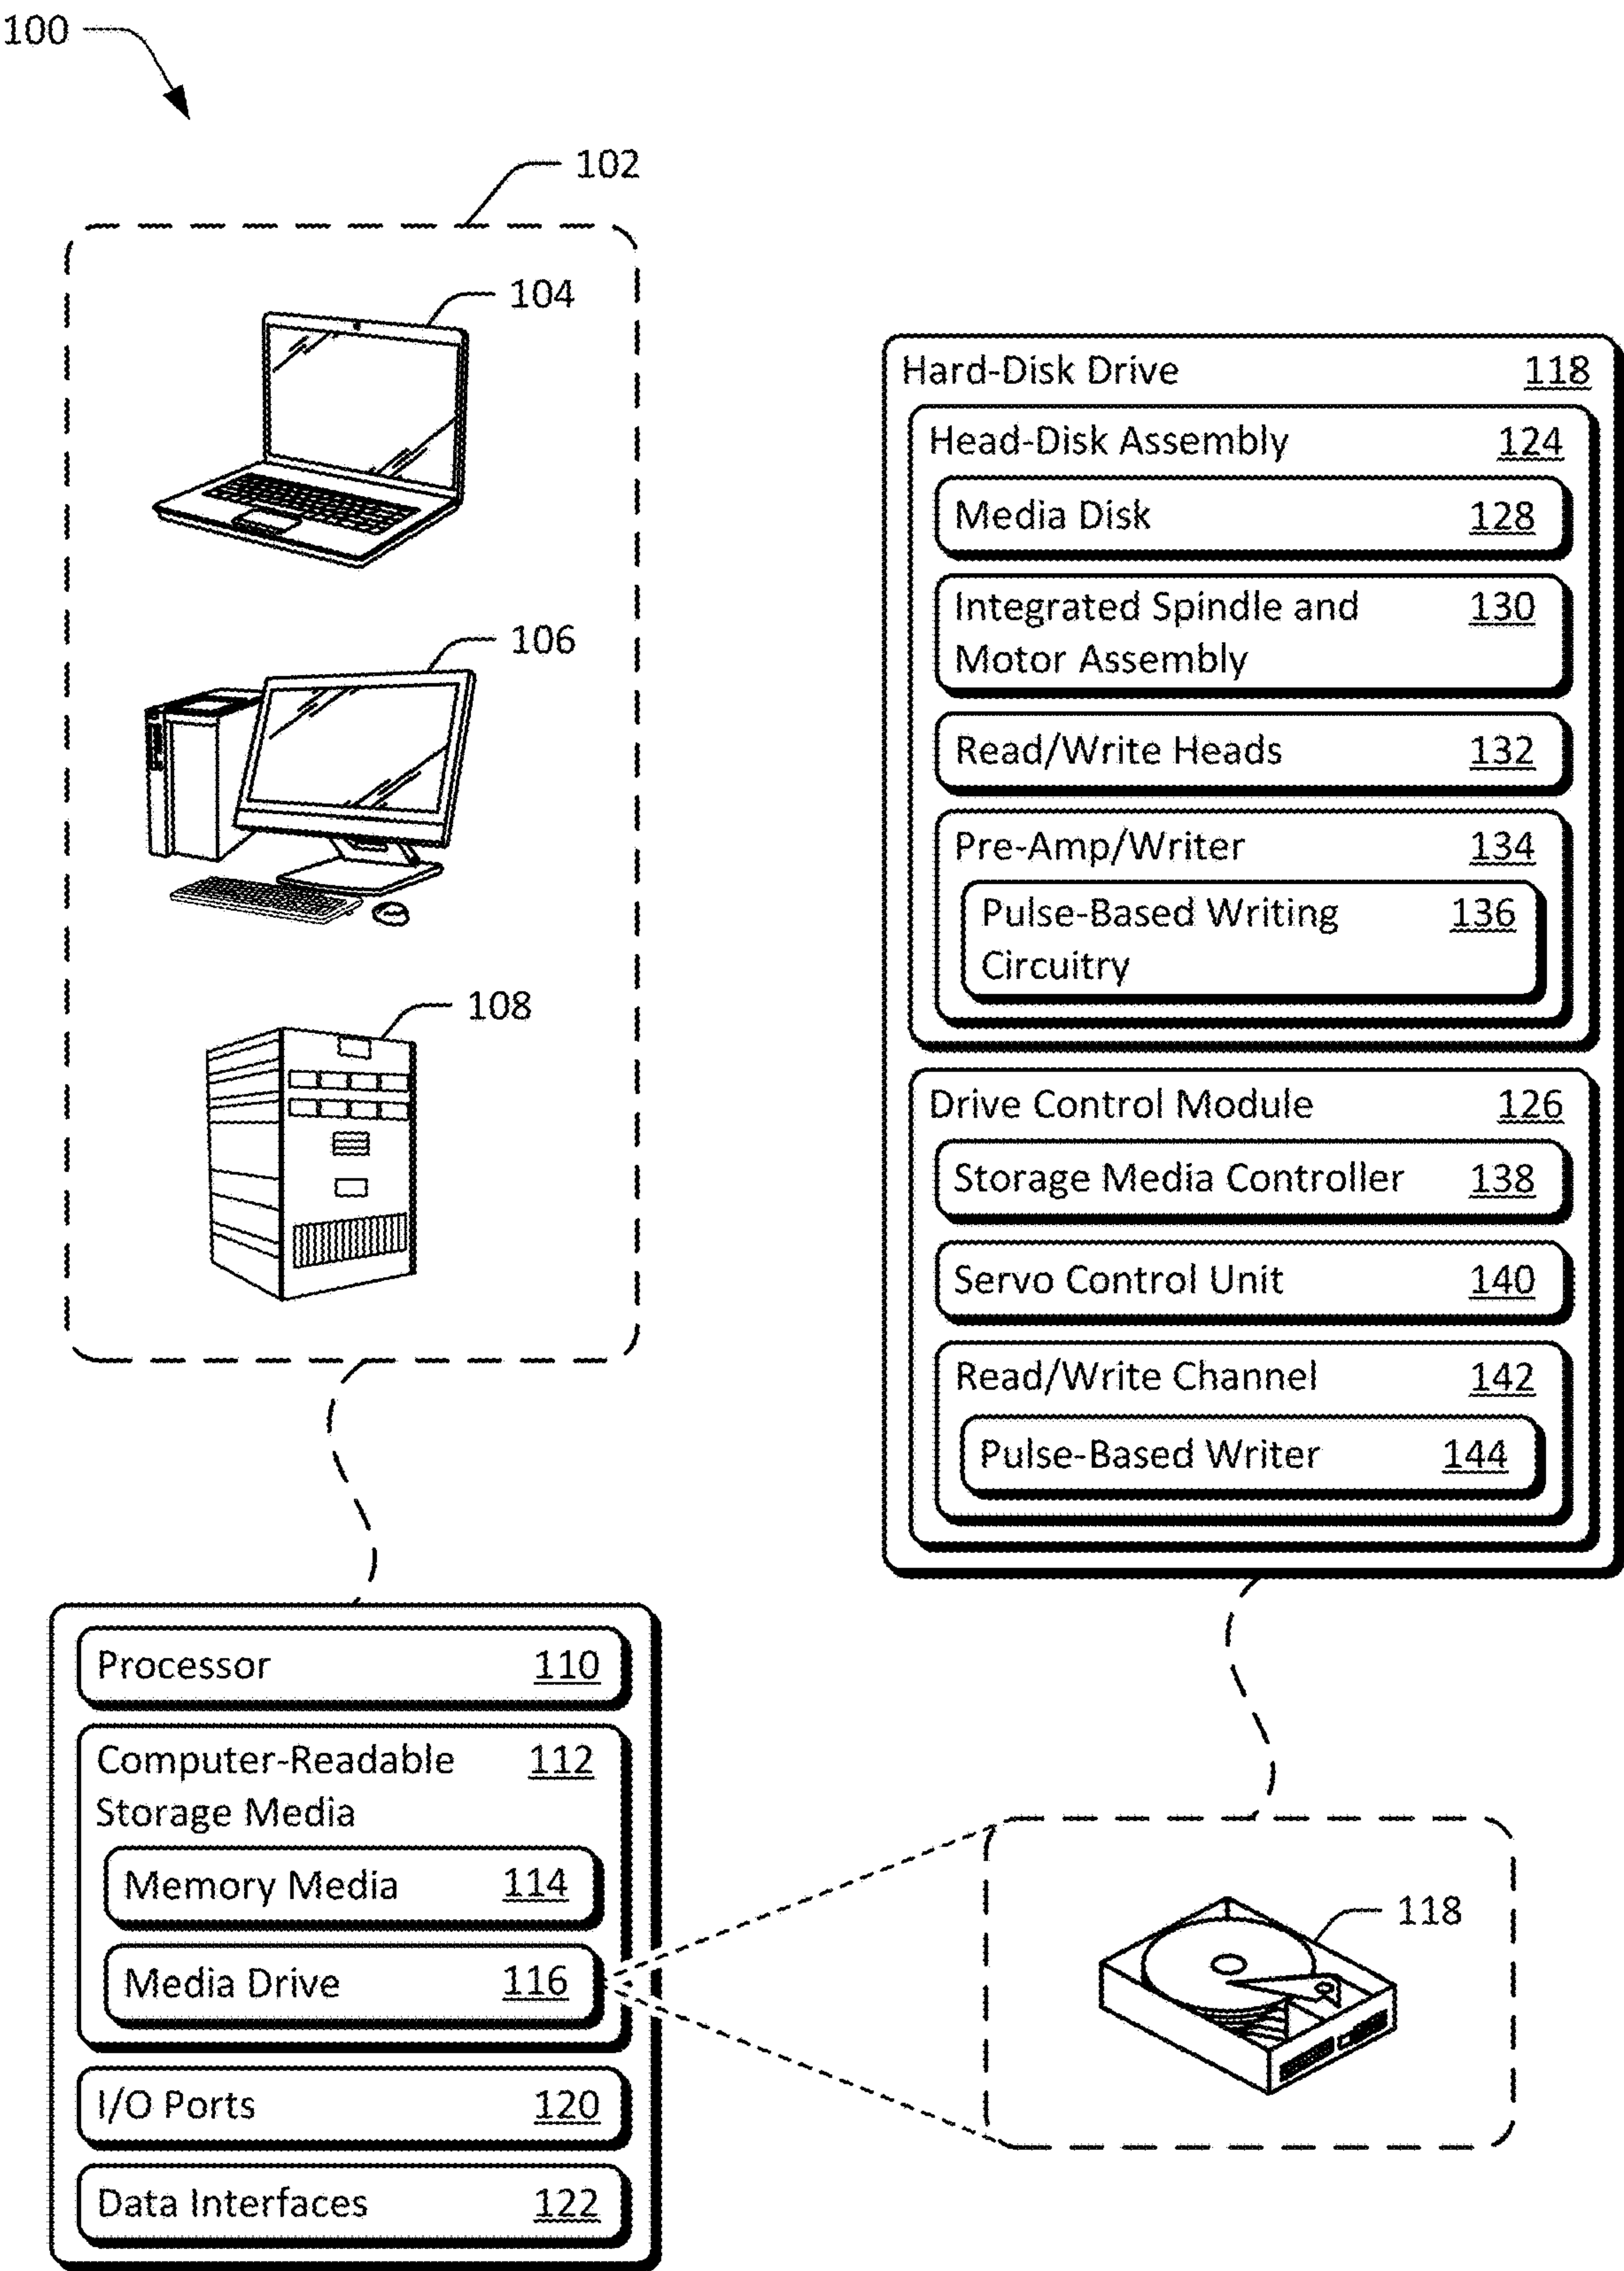 100
102
104
106
108
Hard-Disk Drive 118
Head-Disk Assembly 124
Media Disk 128
Integrated Spindle and 130
Motor Assembly
Read/Write Heads 132
Pre-Amp/Writer 134
Pulse-Based Writing 136
Circuitry
Drive Control Module 126
Storage Media Controller 138
Servo Control Unit 140
Read/Write Channel 142
Pulse-Based Writer 144
Processor 110
Computer-Readable 112
Storage Media
Memory Media 114
Media Drive 116
I/O Ports 120
Data Interfaces 122
118